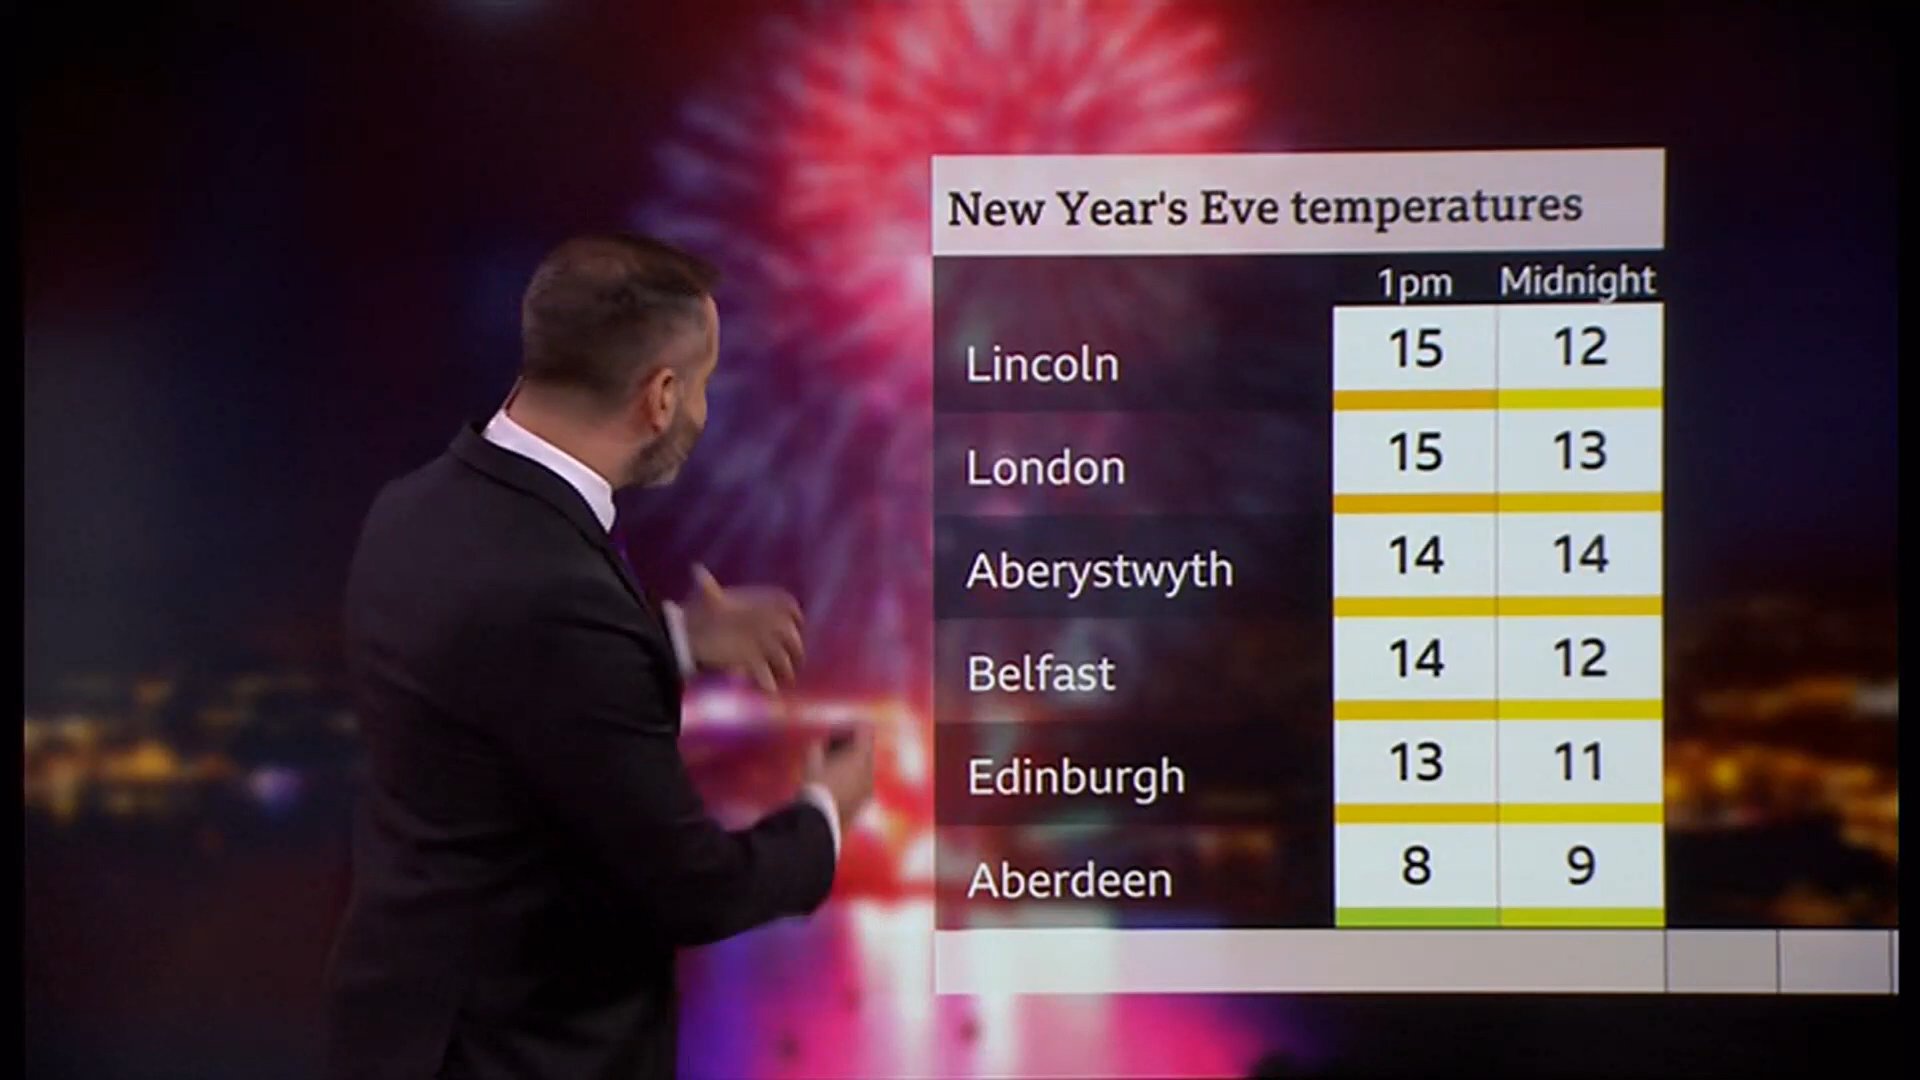 New Year's Eve temperatures
1pm Midnight
Lincoln 15 12
London 15 13
Aberystwyth 14 14
Belfast 14 12
Edinburgh 13 11
Aberdeen 8 9